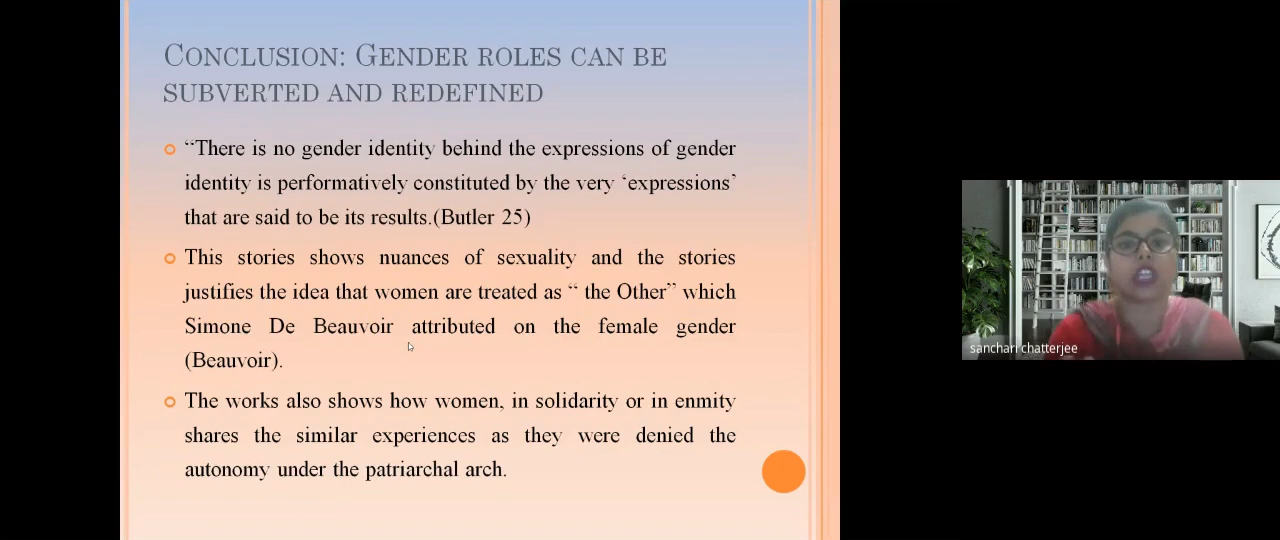 CONCLUSION: GENDER ROLES CAN BE
SUBVERTED AND REDEFINED
“There is no gender identity behind the expressions of gender
identity is performatively constituted by the very ‘expressions’
that are said to be its results.(Butler 25)
This stories shows nuances of sexuality and the stories
justifies the idea that women are treated as “ the Other” which
Simone De Beauvoir attributed on the female gender
(Beauvoir).
The works also shows how women, in solidarity or in enmity
shares the similar experiences as they were denied the
autonomy under the patriarchal arch.
sanchari chatterjee